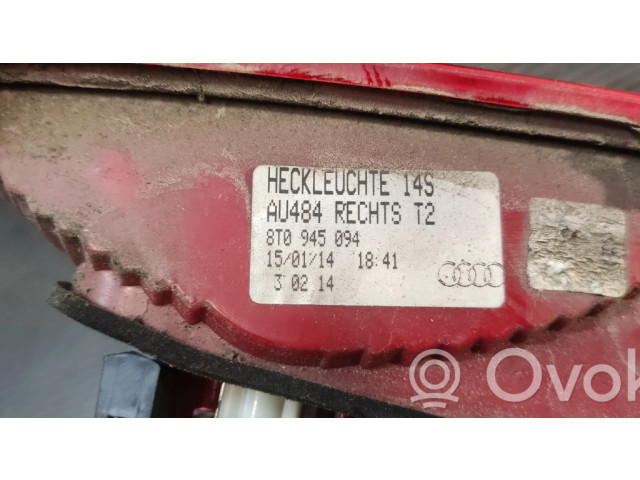 HECKLEUCHTE 14S
AU484 RECHTS T2
8T0 945 094
15/01/14 18:41
3 02 14
Ovok